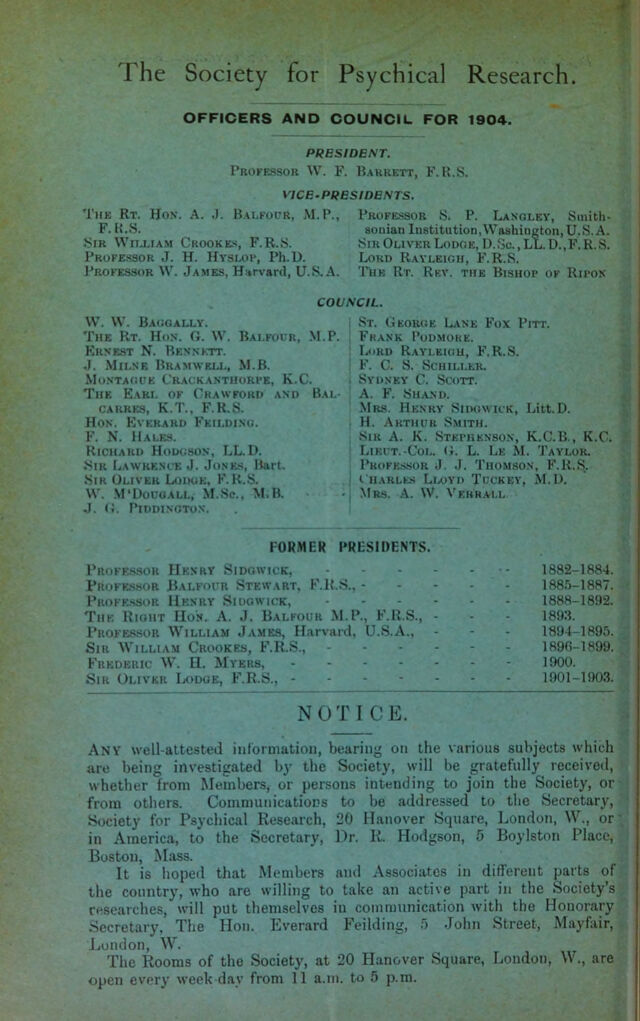 The Society for Psychical Research.
OFFICERS AND COUNCIL FOR 1904.
PRESIDENT.
PROFESSOR W. F. BARRETT, F.R.S.
VICE-PRESIDENTS.
THE RT. HON. A. J. BALFOUR, M.P.,
F.R.S.
SIR WILLIAM CROOKES, F.R.S.
PROFESSOR J. H. HYSLOP, Ph.D.
PROFESSOR W. JAMES, Harvard, U.S.A.
PROFESSOR S. P. LANGLEY, Smith-
sonian Institution, Washington, U.S.A.
SIR OLIVER LODGE, D.Sc., LL.D., F.R.S.
LORD RAYLEIGH, F.R.S.
THE RT. REV. THE BISHOP OF RIPON
COUNCIL.
W. W. BAGGALLY.
THE RT. HON. G. W. BALFOUR, M.P.
ERNEST N. BENNETT.
J. MILNE BRAMWELL, M.B.
MONTAGUE CRACKANTHORPE, K.C.
THE EARL OF CRAWFORD AND BAL-
CARRES, K.T., F.R.S.
HON. EVERARD FEILDING.
F. N. HALES.
RICHARD HODGSON, LL.D.
SIR LAWRENCE J. JONES, Bart.
SIR OLIVER LODGE, F.R.S.
W. M'DOUGALL, M.Sc., M.B.
J. G. PIDDINGTON.
ST. GEORGE LANE FOX PITT.
FRANK PODMORE.
LORD RAYLEIGH, F.R.S.
F. C. S. SCHILLER.
SYDNEY C. SCOTT.
A. F. SHAND.
MRS. HENRY SIDGWICK, Litt.D.
H. ARTHUR SMITH.
SIR A. K. STEPHENSON, K.C.B., K.C.
LIEUT.-COL. G. L. LE M. TAYLOR.
PROFESSOR J. J. THOMSON, F.R.S.
CHARLES LLOYD TUCKEY, M.D.
MRS. A. W. VERRALL
FORMER PRESIDENTS.
PROFESSOR HENRY SIDGWICK, - - - - - - 1882-1884.
PROFESSOR BALFOUR STEWART, F.R.S., - - - - - 1885-1887.
PROFESSOR HENRY SIDGWICK, - - - - - - 1888-1892.
THE RIGHT HON. A. J. BALFOUR M.P., F.R.S., - - - 1893.
PROFESSOR WILLIAM JAMES, Harvard, U.S.A., - - - 1894-1895.
SIR WILLIAM CROOKES, F.R.S., - - - - - - 1896-1899.
FREDERIC W. H. MYERS, - - - - - - - 1900.
SIR OLIVER LODGE, F.R.S., - - - - - - - 1901-1903.
NOTICE.
ANY well-attested information, bearing on the various subjects which
are being investigated by the Society, will be gratefully received,
whether from Members, or persons intending to join the Society, or
from others. Communications to be addressed to the Secretary,
Society for Psychical Research, 20 Hanover Square, London, W., or
in America, to the Secretary, Dr. R. Hodgson, 5 Boylston Place,
Boston, Mass.
It is hoped that Members and Associates in different parts of
the country, who are willing to take an active part in the Society's
researches, will put themselves in communication with the Honorary
Secretary, The Hon. Everard Feilding, 5 John Street, Mayfair,
London, W.
The Rooms of the Society, at 20 Hanover Square, London, W., are
open every week-day from 11 a.m. to 5 p.m.